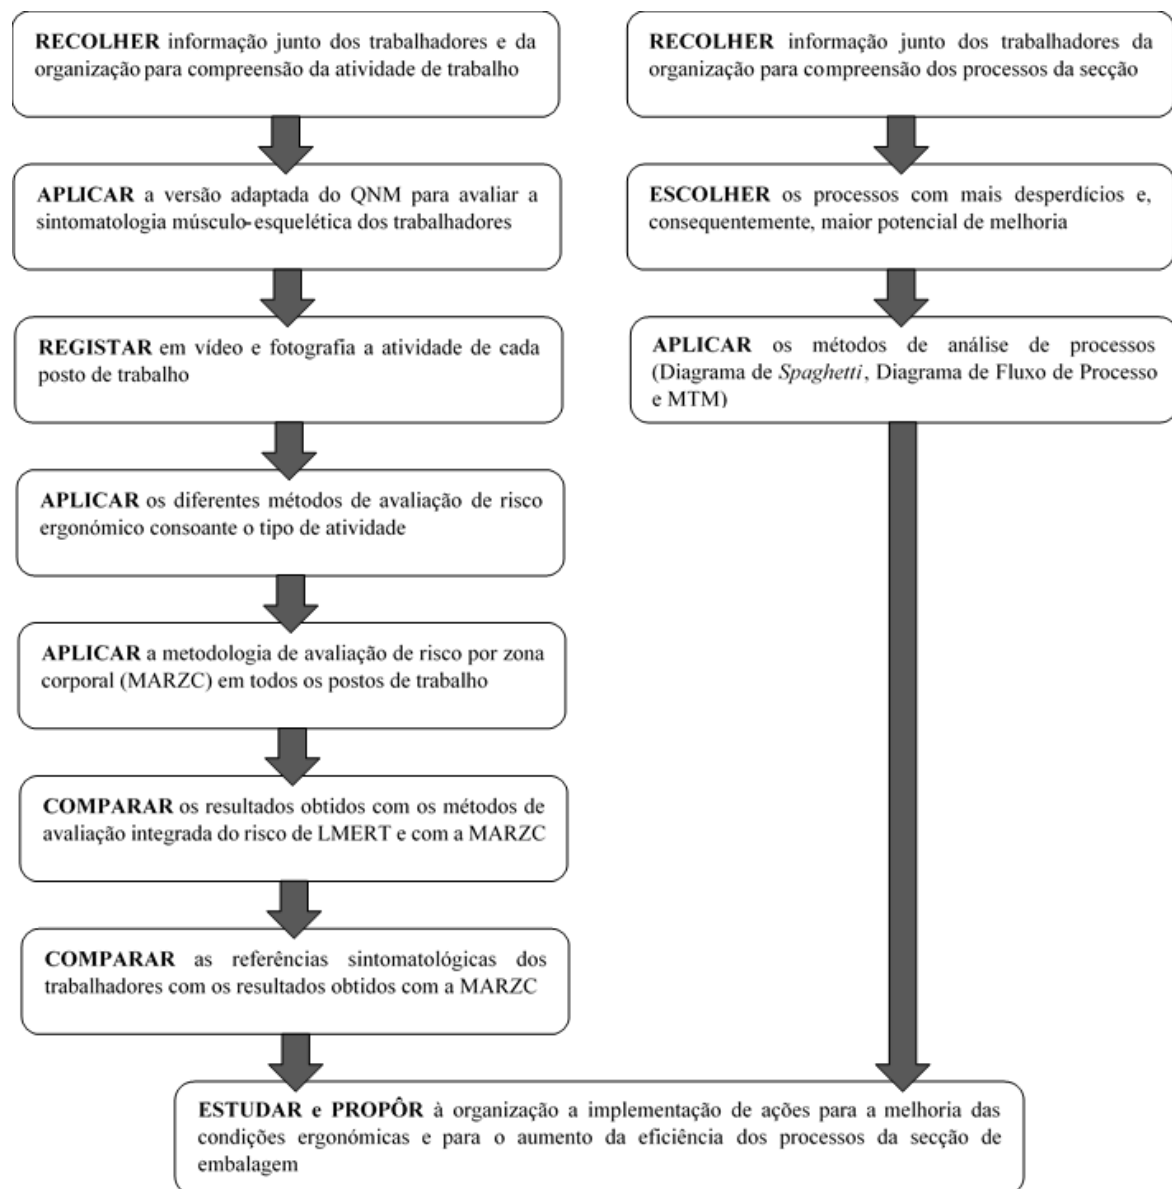 RECOLHER informação junto dos trabalhadores e da
organização para compreensão da atividade de trabalho
APLICAR a versão adaptada do QNM para avaliar a
sintomatologia músculo-esquelética dos trabalhadores
REGISTAR em vídeo e fotografia a atividade de cada
posto de trabalho
APLICAR os diferentes métodos de avaliação de risco
ergonómico consoante o tipo de atividade
APLICAR a metodologia de avaliação de risco por zona
corporal (MARZC) em todos os postos de trabalho
COMPARAR os resultados obtidos com os métodos de
avaliação integrada do risco de LMERT e com a MARZC
COMPARAR as referências sintomatológicas dos
trabalhadores com os resultados obtidos com a MARZC
RECOLHER informação junto dos trabalhadores da
organização para compreensão dos processos da secção
ESCOLHER os processos com mais desperdícios e,
consequentemente, maior potencial de melhoria
APLICAR os métodos de análise de processos
(Diagrama de Spaghetti, Diagrama de Fluxo de Processo
e MTM)
ESTUDAR e PROPÔR à organização a implementação de ações para a melhoria das
condições ergonómicas e para o aumento da eficiência dos processos da secção de
embalagem